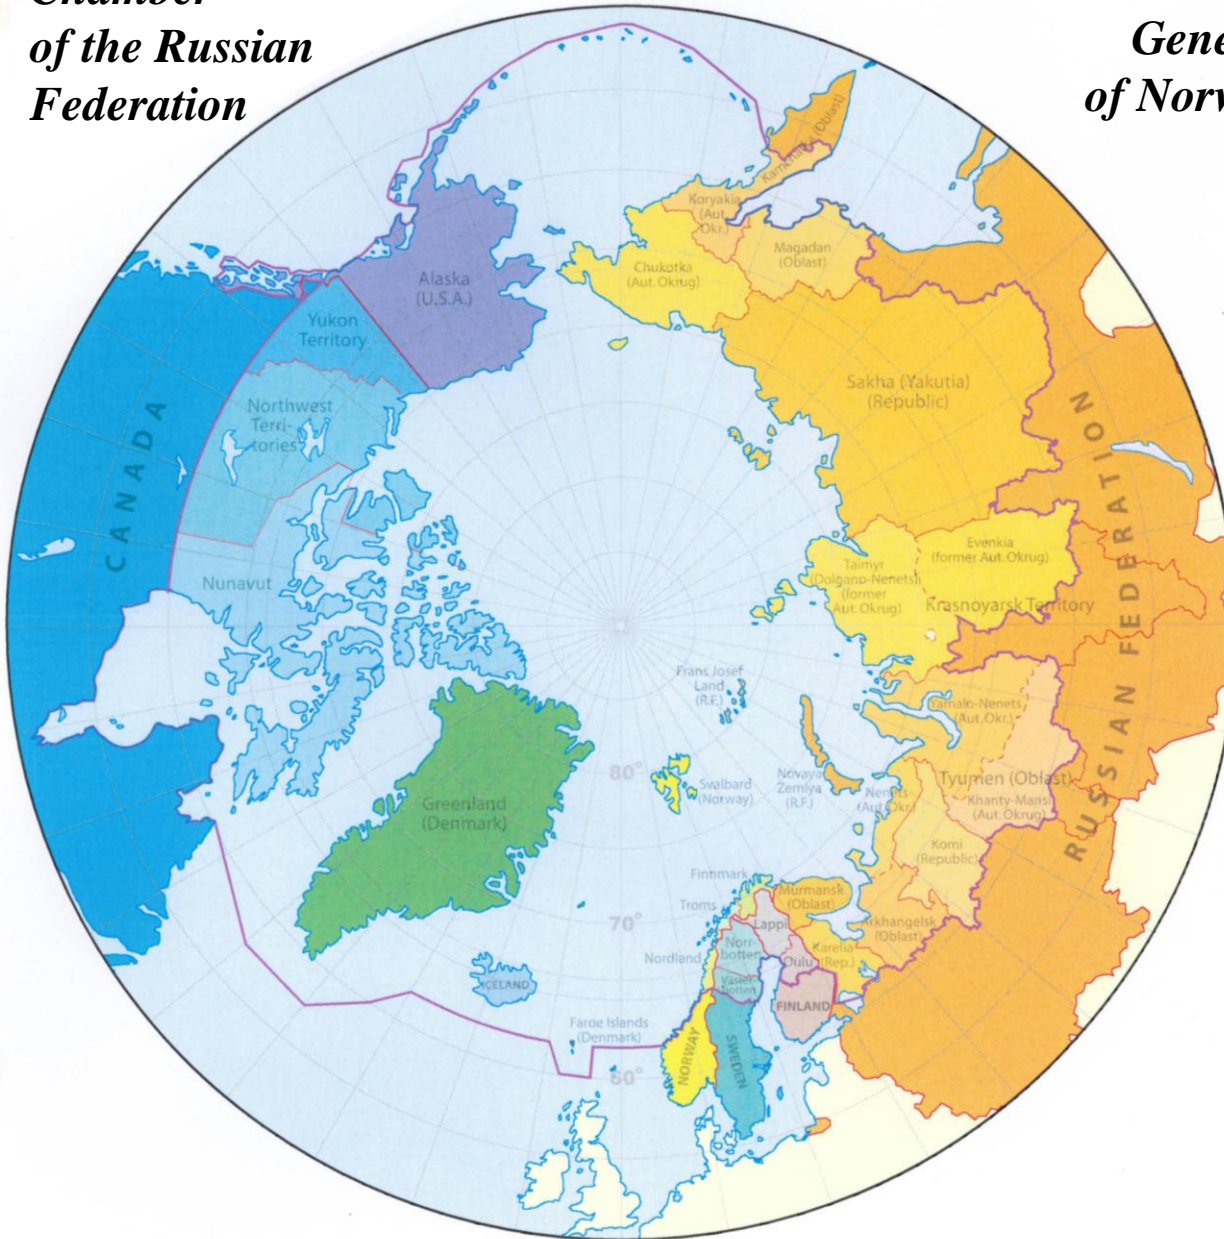 Chamber
of the Russian
Federation
Gene
of Norw
Kamchatka (Oblast)
Koryakia
(Aut.
Okr.)
Magadan
(Oblast)
Chukotka
(Aut. Okrug)
Alaska
(U.S.A.)
Yukon
Territory
Sakha (Yakutia)
(Republic)
Northwest
Terri-
tories
CANADA
RUSSIAN FEDERATION
Evenkia
(former Aut. Okrug)
Taimyr
(Dolgano-Nenets)
(former
Aut. Okrug)
Krasnoyarsk Territory
Nunavut
Frans Josef
Land
(R.F.)
Yamalo-Nenets
(Aut. Okr.)
80°
Svalbard
(Norway)
Novaya
Zemlya
(R.F.)
Nenets
(Aut. Okr.)
Tyumen (Oblast)
Khanty-Mansi
(Aut. Okrug)
Greenland
(Denmark)
Komi
(Republic)
Finnmark
Murmansk
(Oblast)
Troms
Lappi
70°
Arkhangelsk
(Oblast)
Norr-
botten
Karelia
(Rep.)
Nordland
Oulu
Väster-
botten
ICELAND
FINLAND
Faroe Islands
(Denmark)
NORWAY
SWEDEN
60°